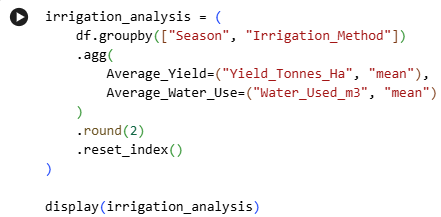 irrigation_analysis = (
    df.groupby(["Season", "Irrigation_Method"])
    .agg(
        Average_Yield=("Yield_Tonnes_Ha", "mean"),
        Average_Water_Use=("Water_Used_m3", "mean")
    )
    .round(2)
    .reset_index()
)
display(irrigation_analysis)